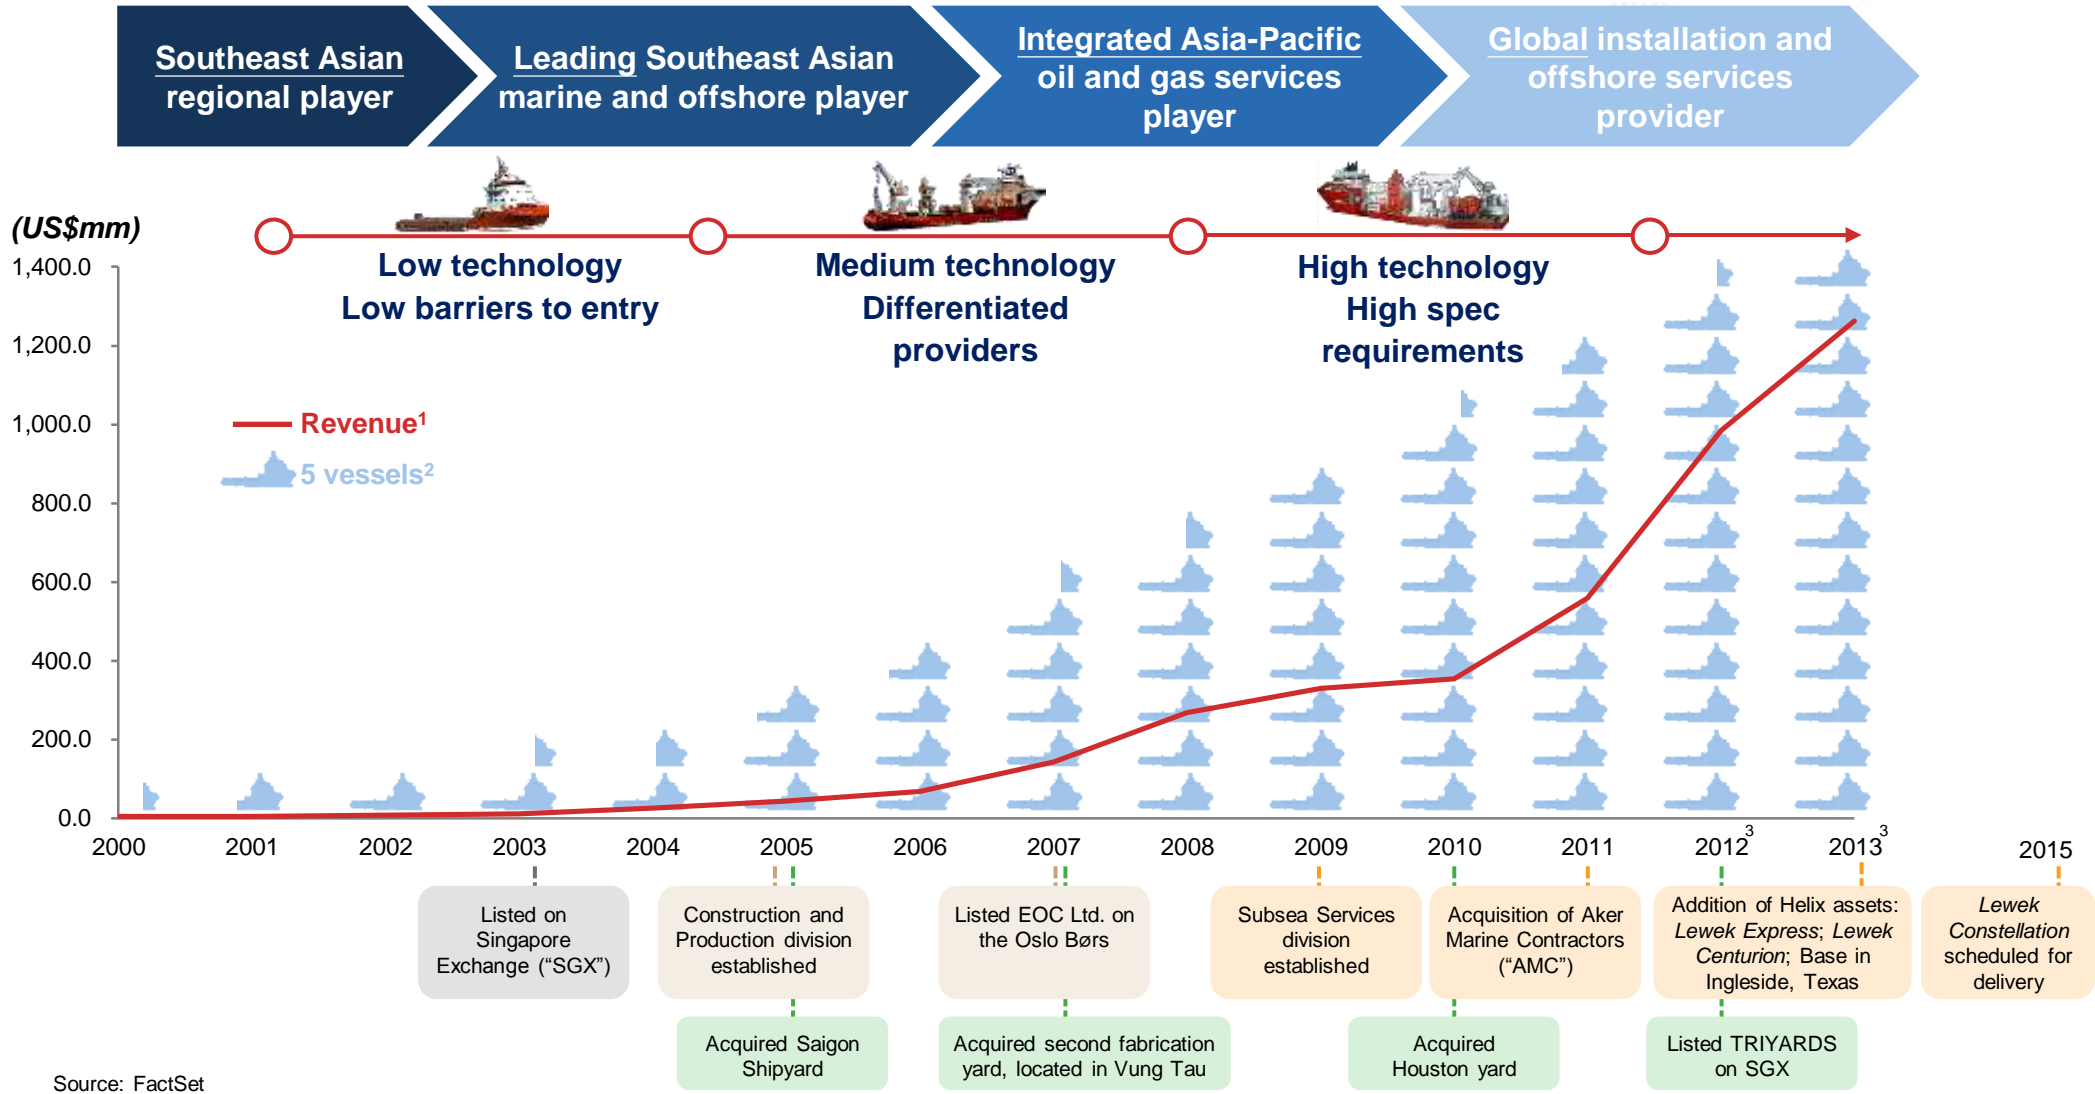 Southeast Asian
regional player
Leading Southeast Asian
marine and offshore player
Integrated Asia-Pacific
oil and gas services
player
Global installation and
offshore services
provider
(US$mm)
Low technology
Low barriers to entry
Medium technology
Differentiated
providers
High technology
High spec
requirements
1,400.0
1,200.0
1,000.0
800.0
600.0
400.0
200.0
0.0
Revenue¹
5 vessels²
2000 2001 2002 2003 2004 2005 2006 2007 2008 2009 2010 2011 2012³ 2013³ 2015
Listed on
Singapore
Exchange (“SGX”)
Construction and
Production division
established
Listed EOC Ltd. on
the Oslo Børs
Subsea Services
division
established
Acquisition of Aker
Marine Contractors
(“AMC”)
Addition of Helix assets:
Lewek Express; Lewek
Centurion; Base in
Ingleside, Texas
Lewek
Constellation
scheduled for
delivery
Acquired Saigon
Shipyard
Acquired second fabrication
yard, located in Vung Tau
Acquired
Houston yard
Listed TRIYARDS
on SGX
Source: FactSet